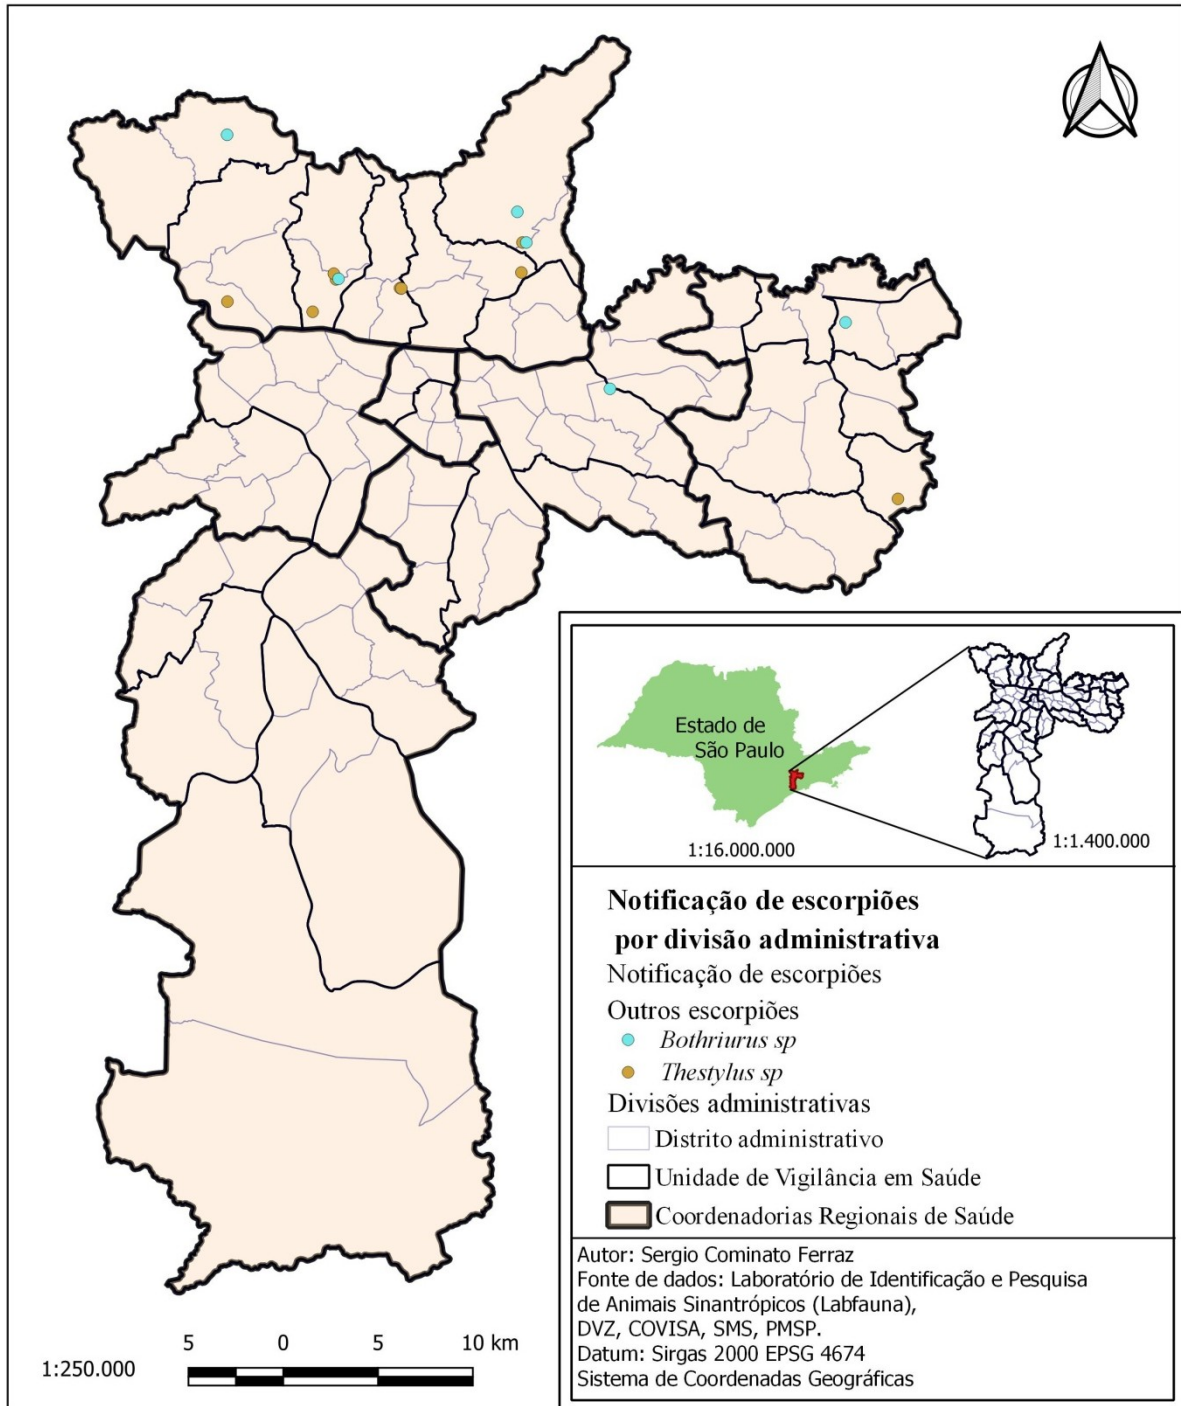 Estado de
São Paulo
1:16.000.000
1:1.400.000
Notificação de escorpiões
por divisão administrativa
Notificação de escorpiões
Outros escorpiões
Bothriurus sp
Thestylus sp
Divisões administrativas
Distrito administrativo
Unidade de Vigilância em Saúde
Coordenadorias Regionais de Saúde
Autor: Sergio Cominato Ferraz
Fonte de dados: Laboratório de Identificação e Pesquisa
de Animais Sinantrópicos (Labfauna),
DVZ, COVISA, SMS, PMSP.
Datum: Sirgas 2000 EPSG 4674
Sistema de Coordenadas Geográficas
5 0 5 10 km
1:250.000